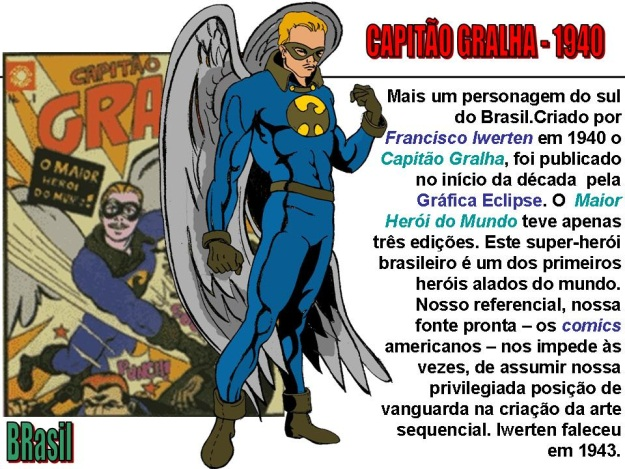 CAPITÃO GRALHA - 1940
CAPITÃO
GRA
No. 1
O MAIOR
HERÓI
DO MUNDO!
Mais um personagem do sul
do Brasil.Criado por
Francisco Iwerten em 1940 o
Capitão Gralha, foi publicado
no início da década pela
Gráfica Eclipse. O Maior
Herói do Mundo teve apenas
três edições. Este super-herói
brasileiro é um dos primeiros
heróis alados do mundo.
Nosso referencial, nossa
fonte pronta – os comics
americanos – nos impede às
vezes, de assumir nossa
privilegiada posição de
vanguarda na criação da arte
sequencial. Iwerten faleceu
em 1943.
BRasil